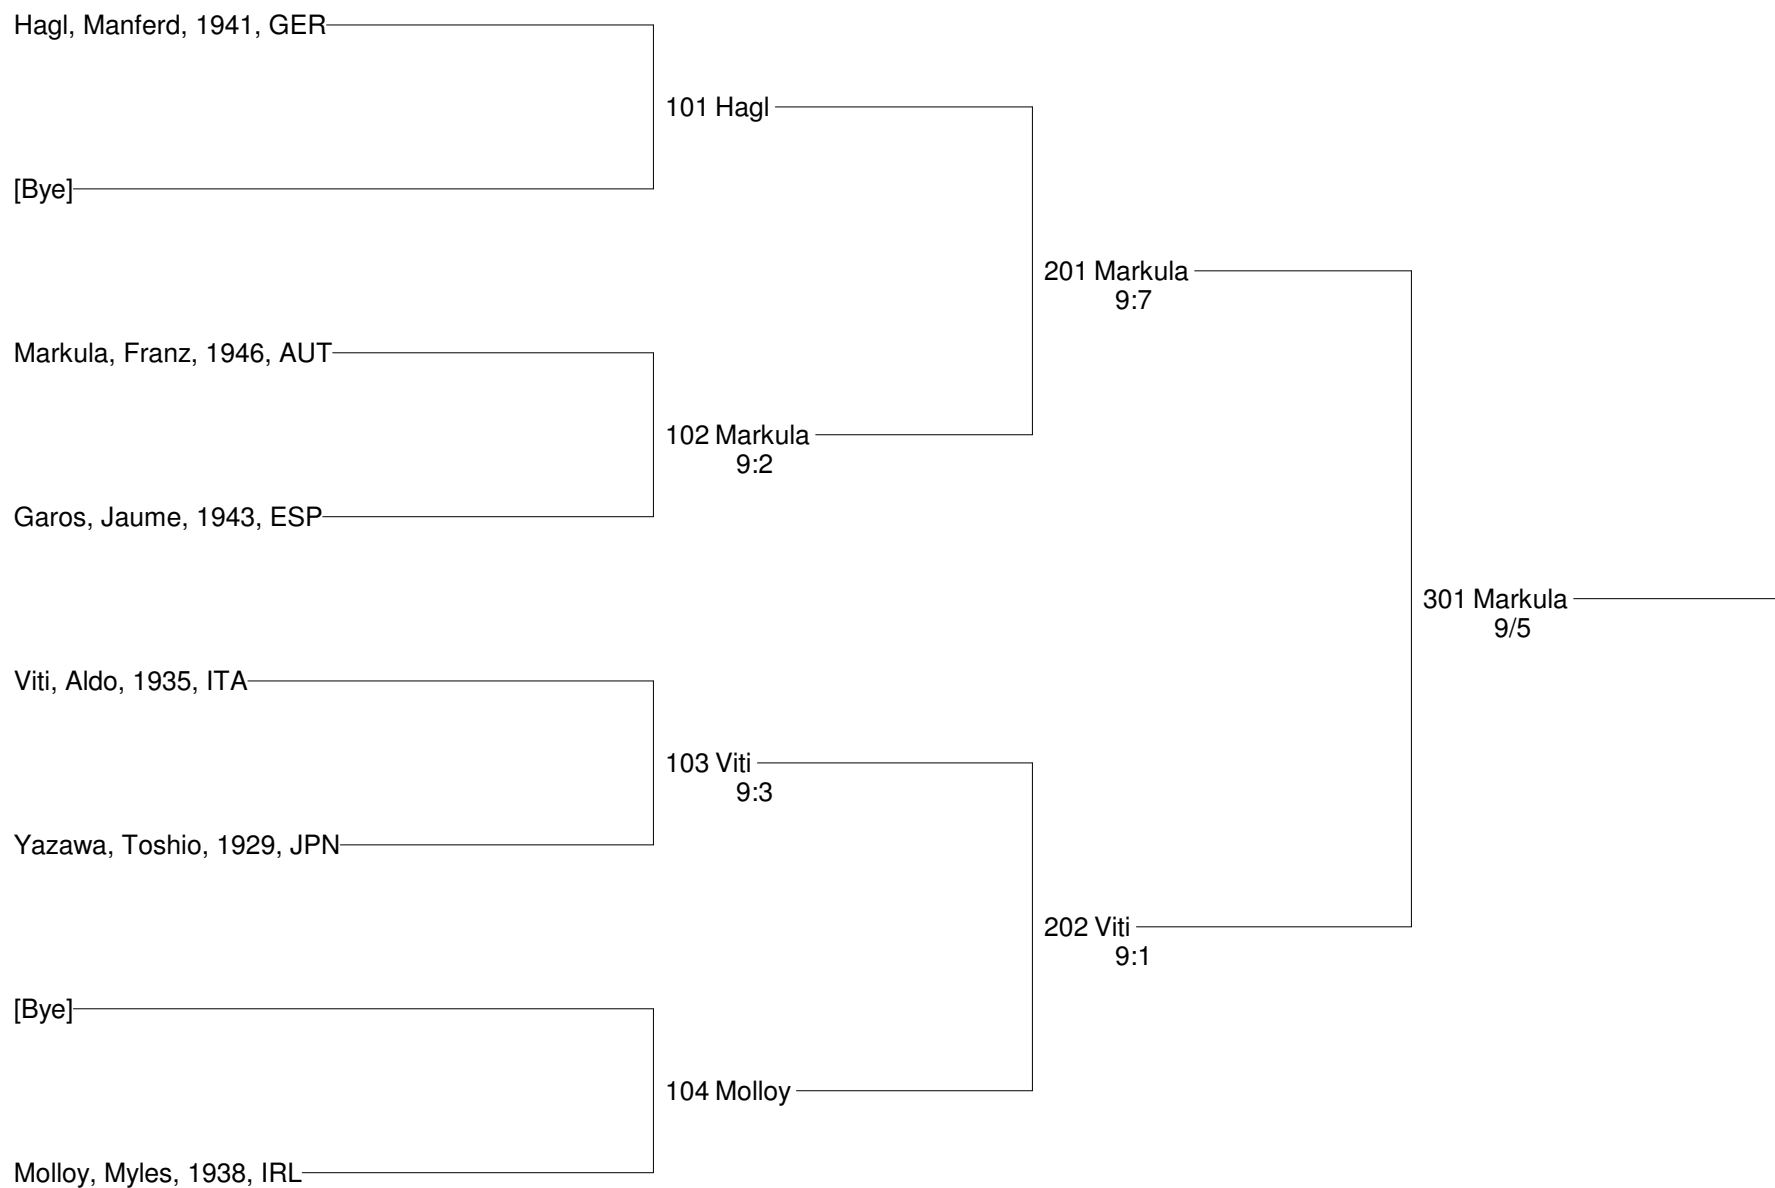 Hagl, Manferd, 1941, GER
101 Hagl
[Bye]
201 Markula
9:7
Markula, Franz, 1946, AUT
102 Markula
9:2
Garos, Jaume, 1943, ESP
301 Markula
9/5
Viti, Aldo, 1935, ITA
103 Viti
9:3
Yazawa, Toshio, 1929, JPN
202 Viti
9:1
[Bye]
104 Molloy
Molloy, Myles, 1938, IRL